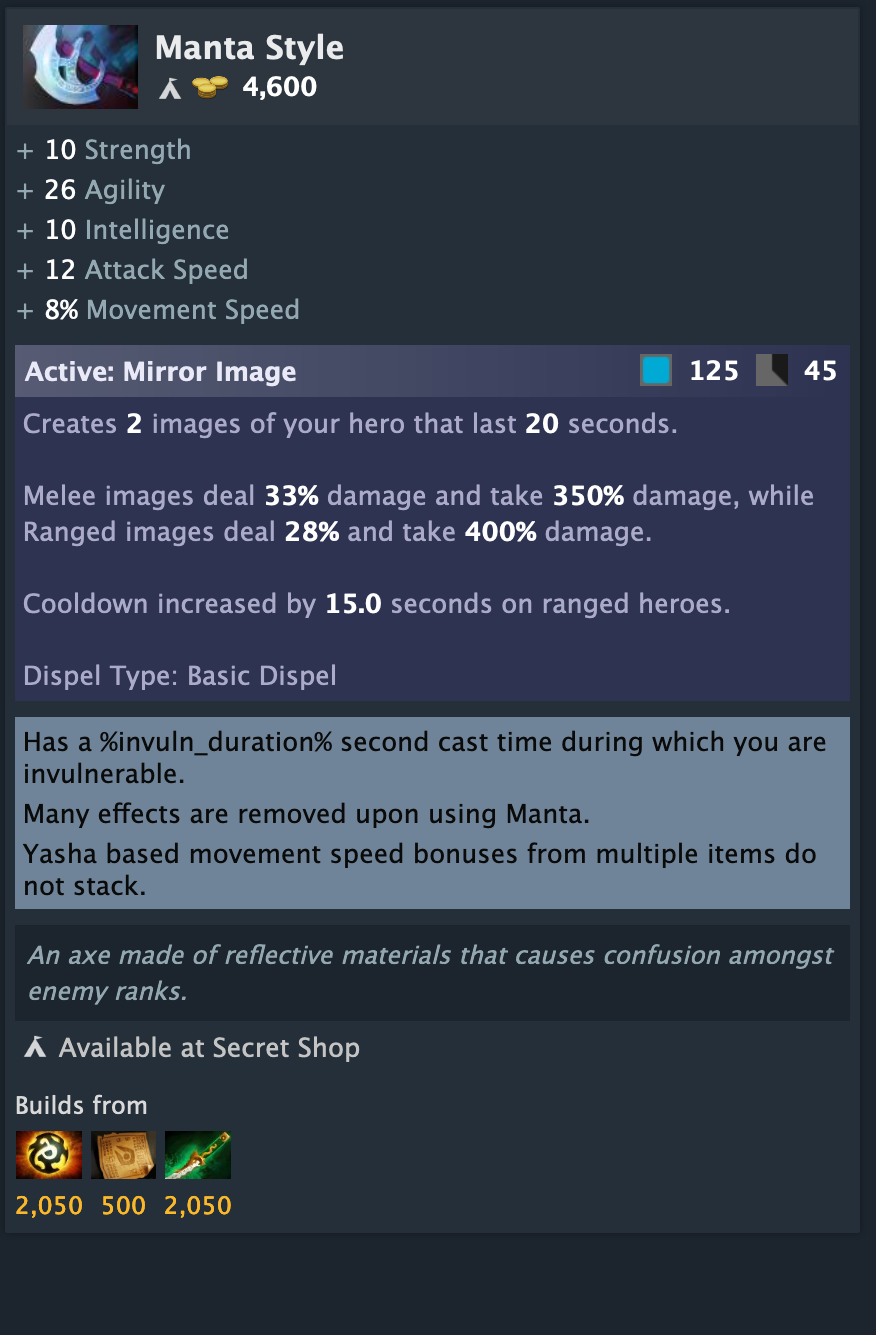 Manta Style
4,600
+ 10 Strength
+ 26 Agility
+ 10 Intelligence
+ 12 Attack Speed
+ 8% Movement Speed
Active: Mirror Image 125 45
Creates 2 images of your hero that last 20 seconds.
Melee images deal 33% damage and take 350% damage, while
Ranged images deal 28% and take 400% damage.
Cooldown increased by 15.0 seconds on ranged heroes.
Dispel Type: Basic Dispel
Has a %invuln_duration% second cast time during which you are
invulnerable.
Many effects are removed upon using Manta.
Yasha based movement speed bonuses from multiple items do
not stack.
An axe made of reflective materials that causes confusion amongst
enemy ranks.
Available at Secret Shop
Builds from
2,050 500 2,050